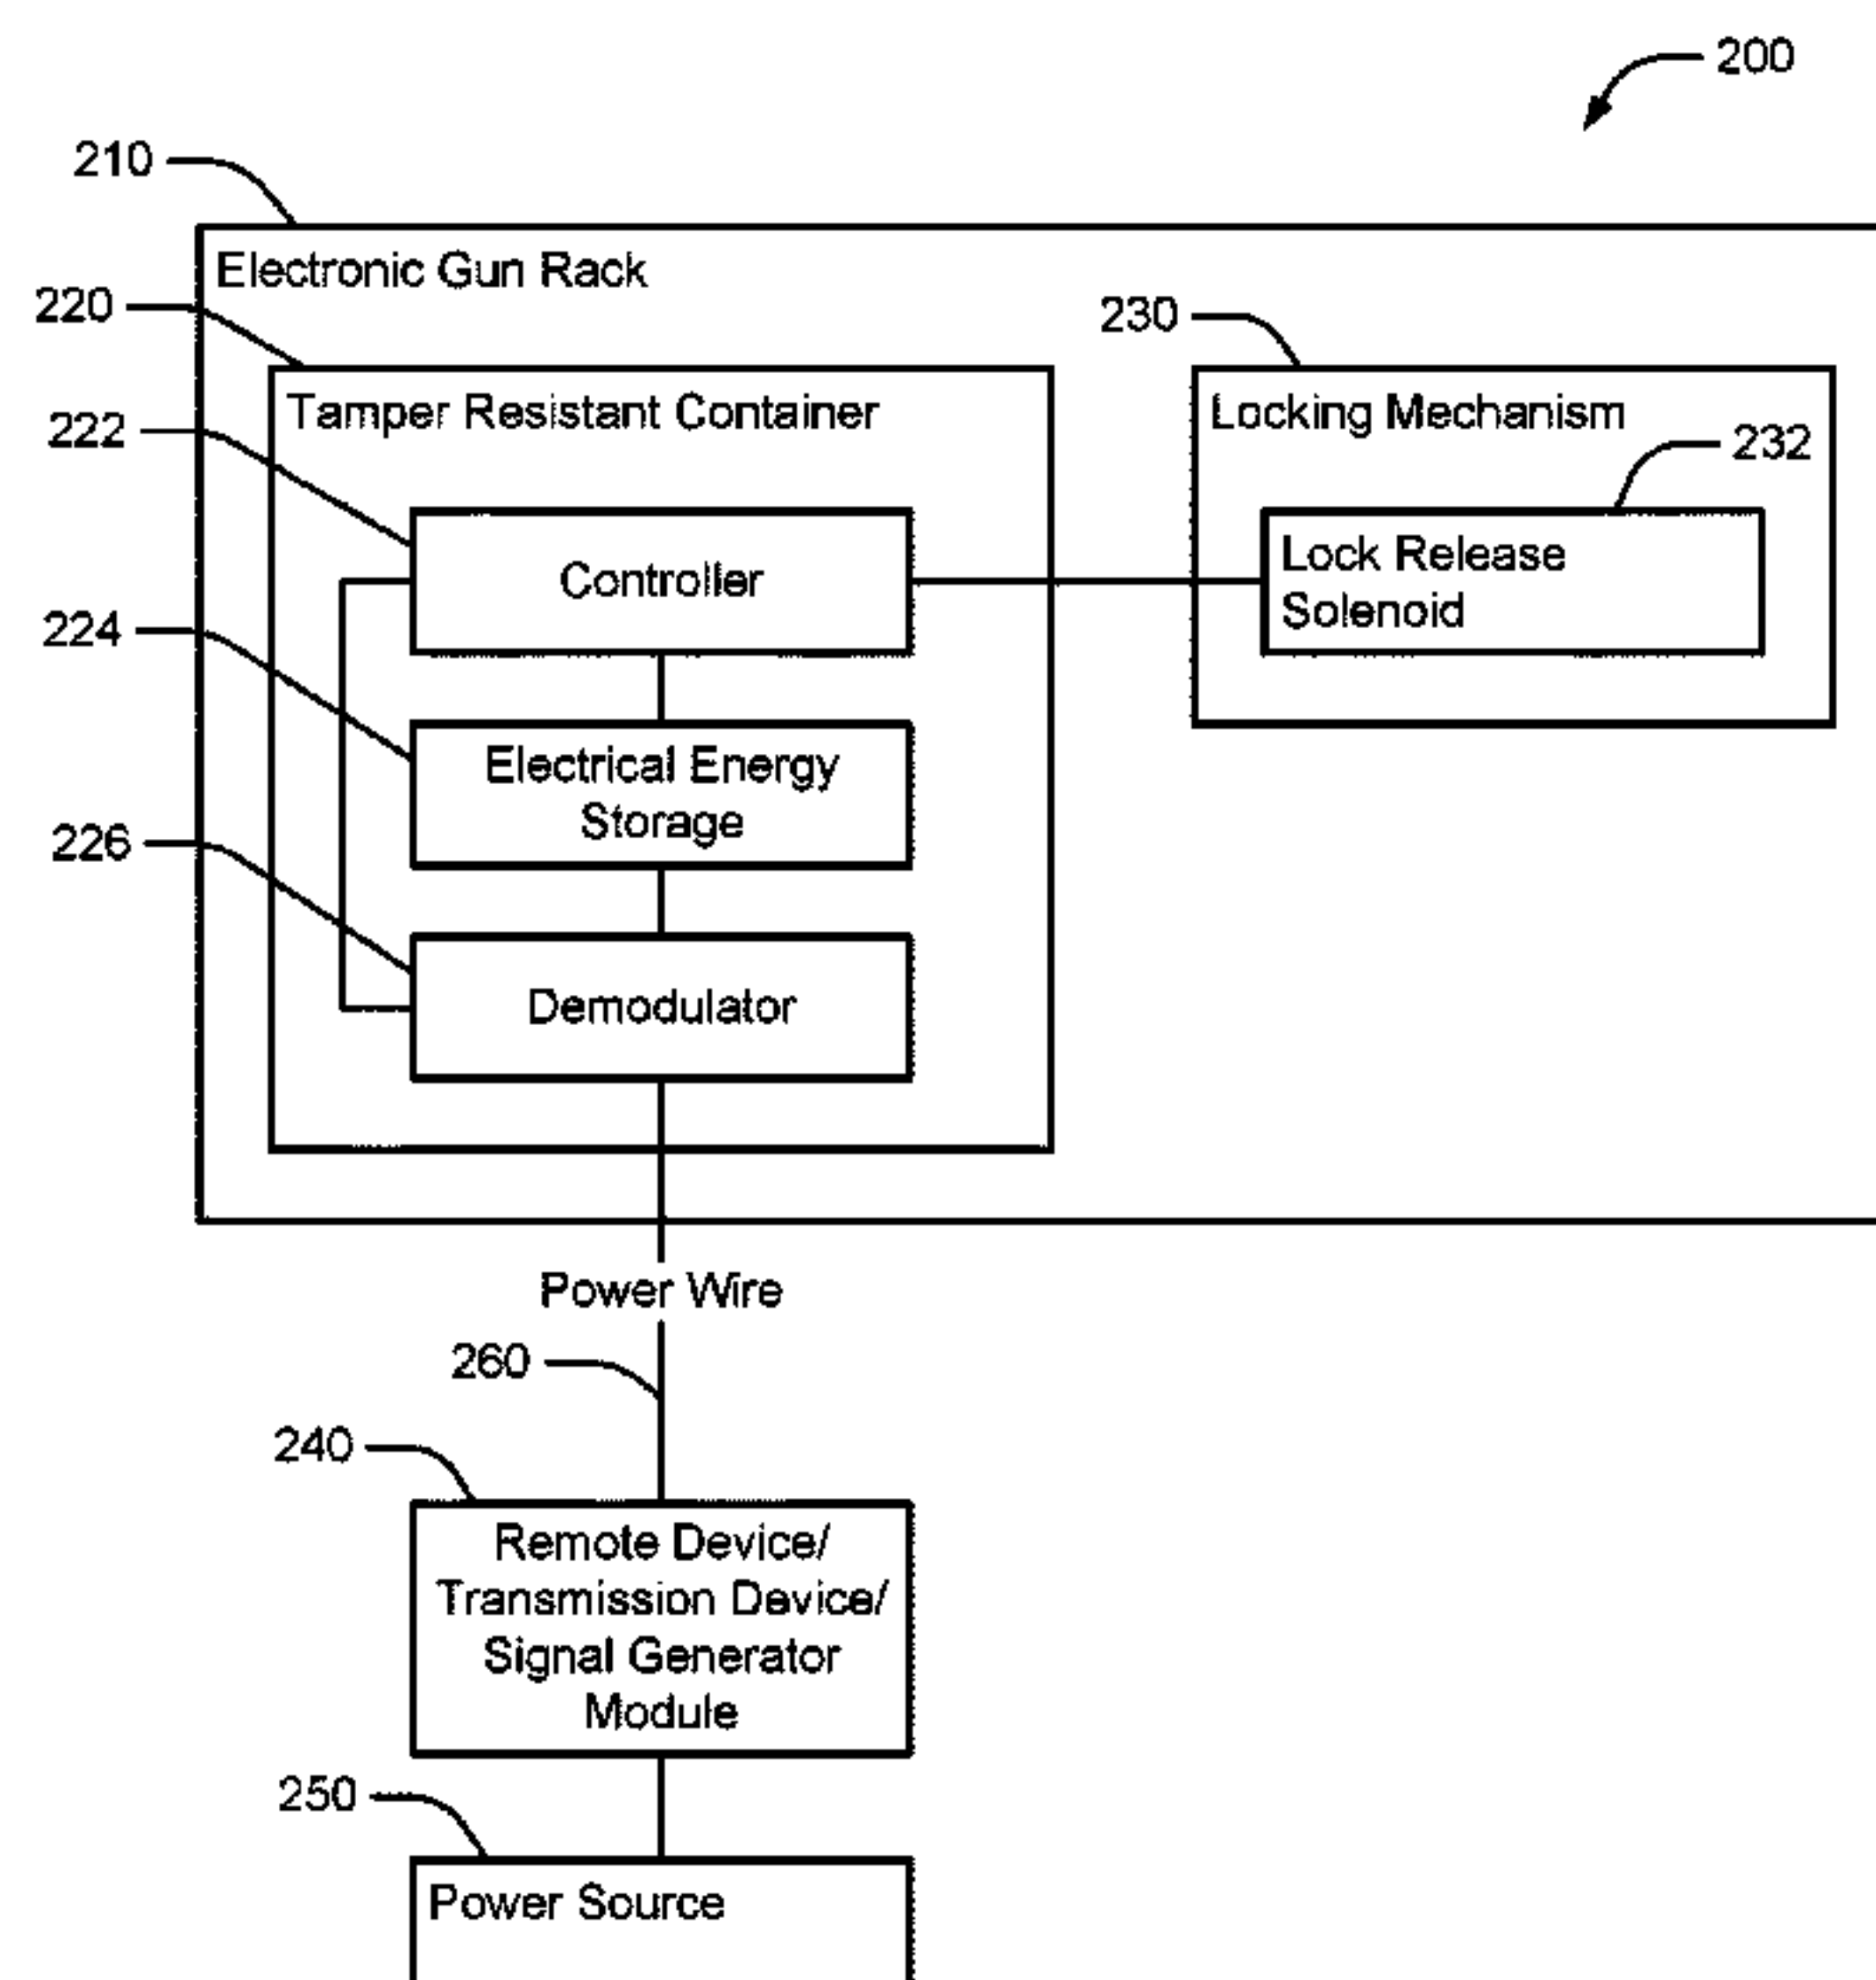 200
210
Electronic Gun Rack
220
230
Tamper Resistant Container
Locking Mechanism
222
232
Controller
Lock Release
Solenoid
224
Electrical Energy
Storage
226
Demodulator
Power Wire
260
240
Remote Device/
Transmission Device/
Signal Generator
Module
250
Power Source